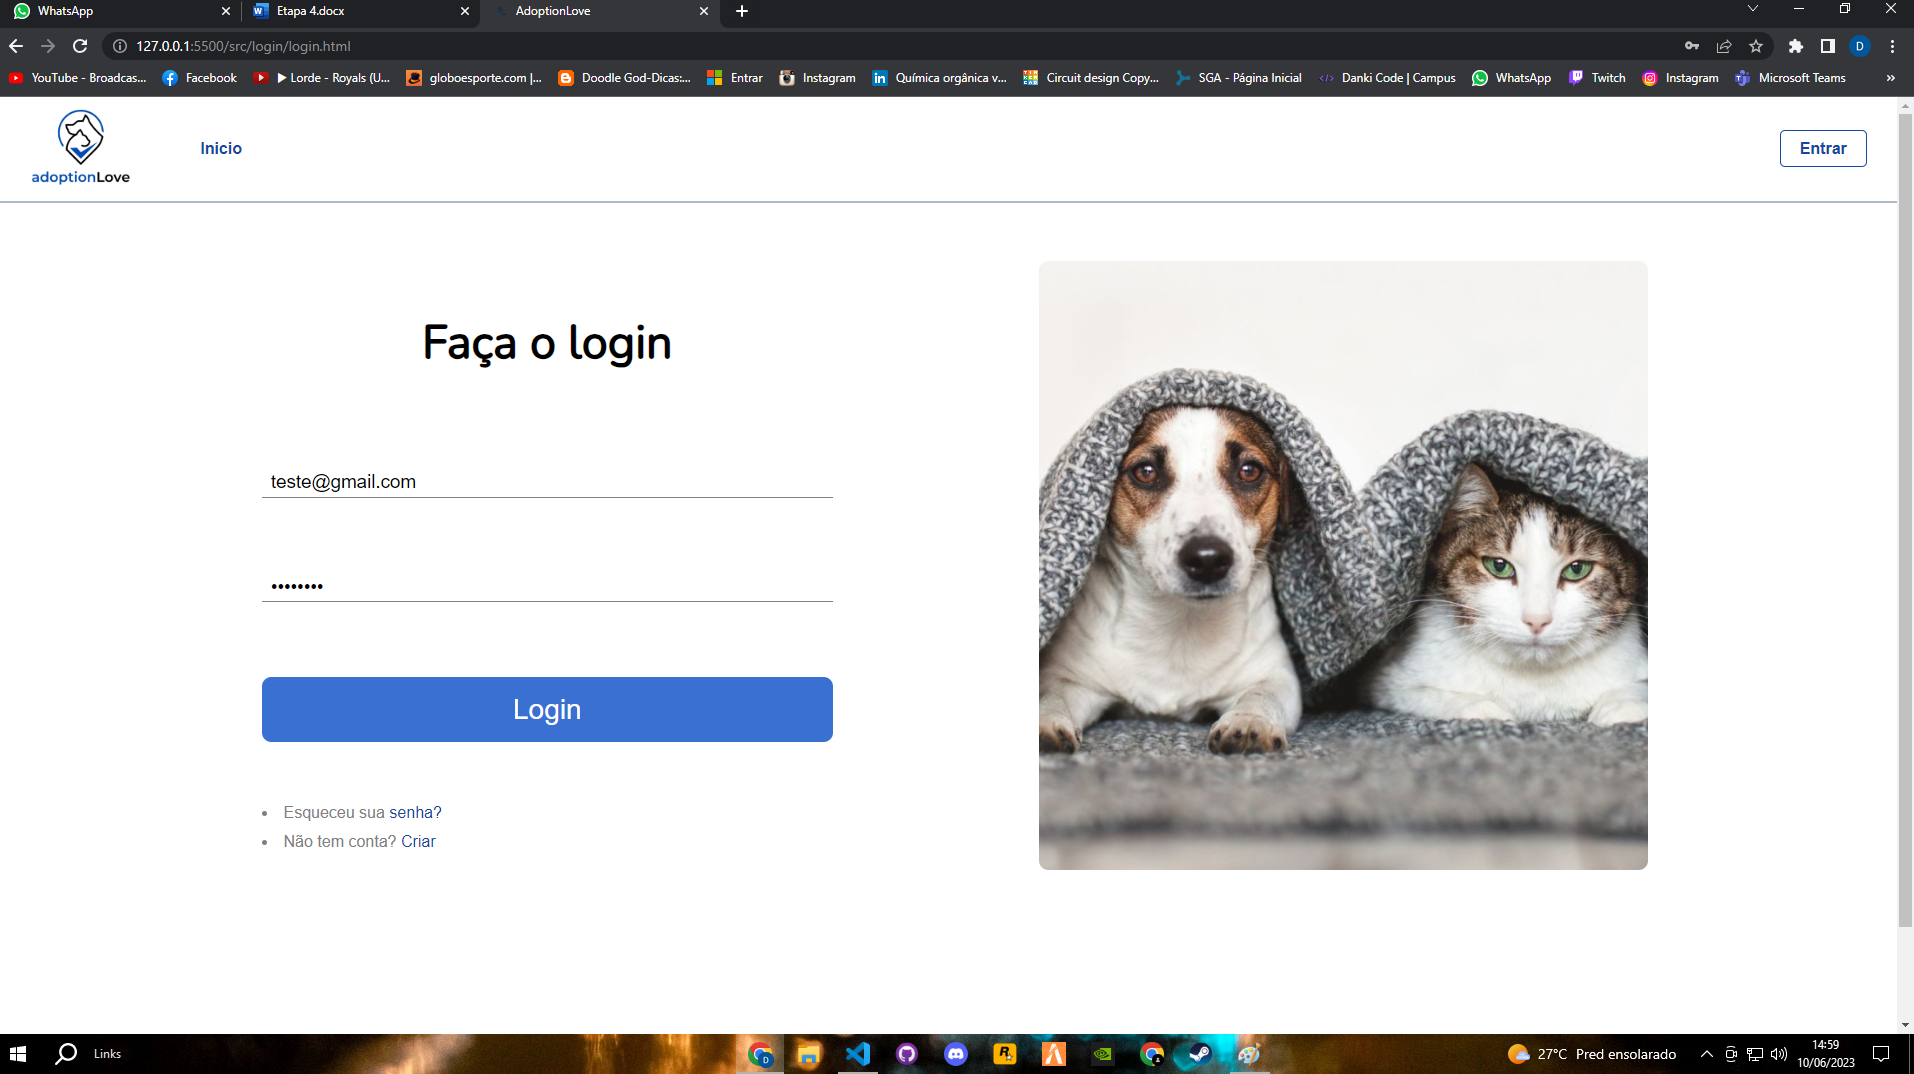 WhatsApp
Etapa 4.docx
AdoptionLove
127.0.0.1:5500/src/login/login.html
D
YouTube - Broadcas...
Facebook
▶ Lorde - Royals (U...
globoesporte.com |...
Doodle God-Dicas:...
Entrar
Instagram
Química orgânica v...
Circuit design Copy...
SGA - Página Inicial
Danki Code | Campus
WhatsApp
Twitch
Instagram
Microsoft Teams
»
adoptionLove
Inicio
Entrar
Faça o login
teste@gmail.com
••••••••
Login
• Esqueceu sua senha?
• Não tem conta? Criar
Links
27°C Pred ensolarado
14:59
10/06/2023